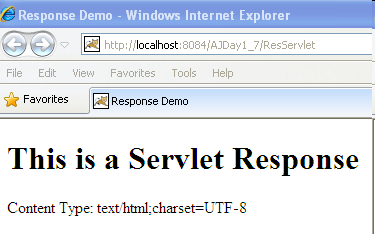 Response Demo - Windows Internet Explorer
http://localhost:8084/AJDay1_7/ResServlet
File Edit View Favorites Tools Help
Favorites Response Demo
This is a Servlet Response
Content Type: text/html;charset=UTF-8